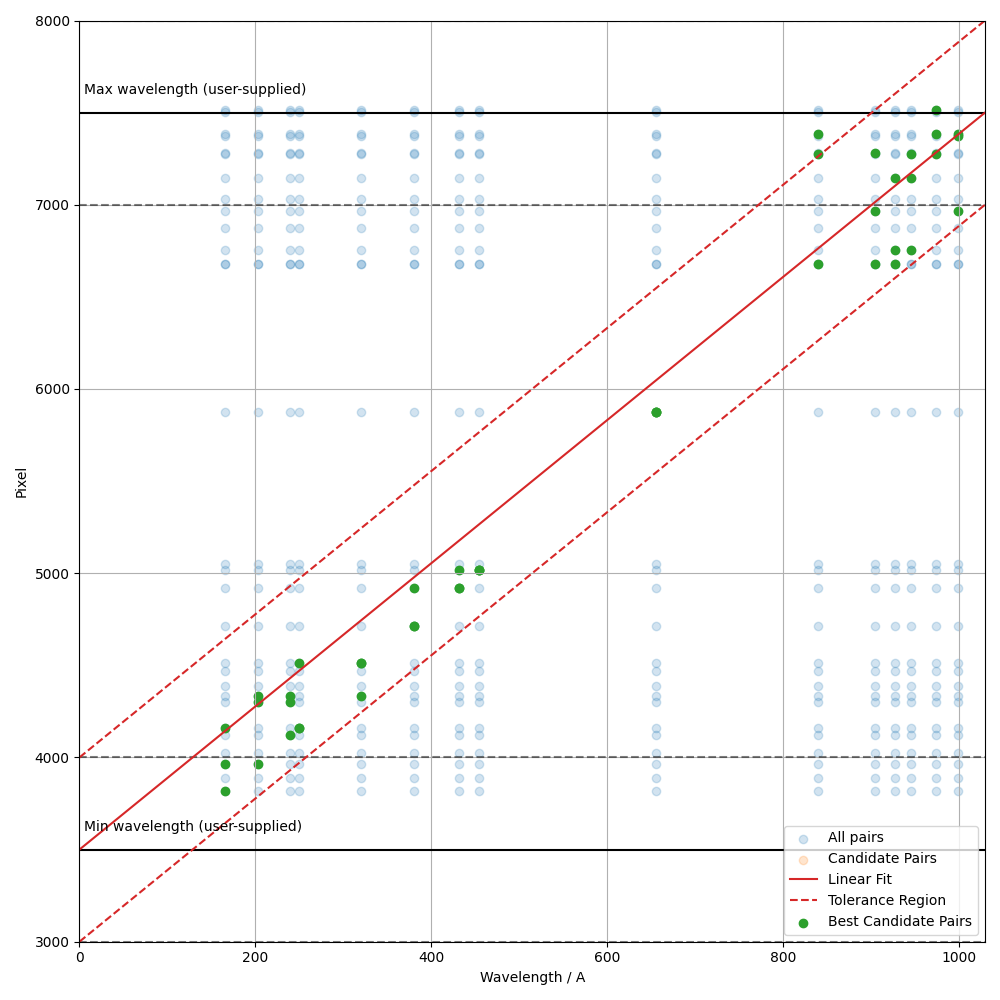 8000
Max wavelength (user-supplied)
7000
6000
Pixel
5000
4000
Min wavelength (user-supplied)
3000
All pairs
Candidate Pairs
Linear Fit
Tolerance Region
Best Candidate Pairs
0 200 400 600 800 1000
Wavelength / A